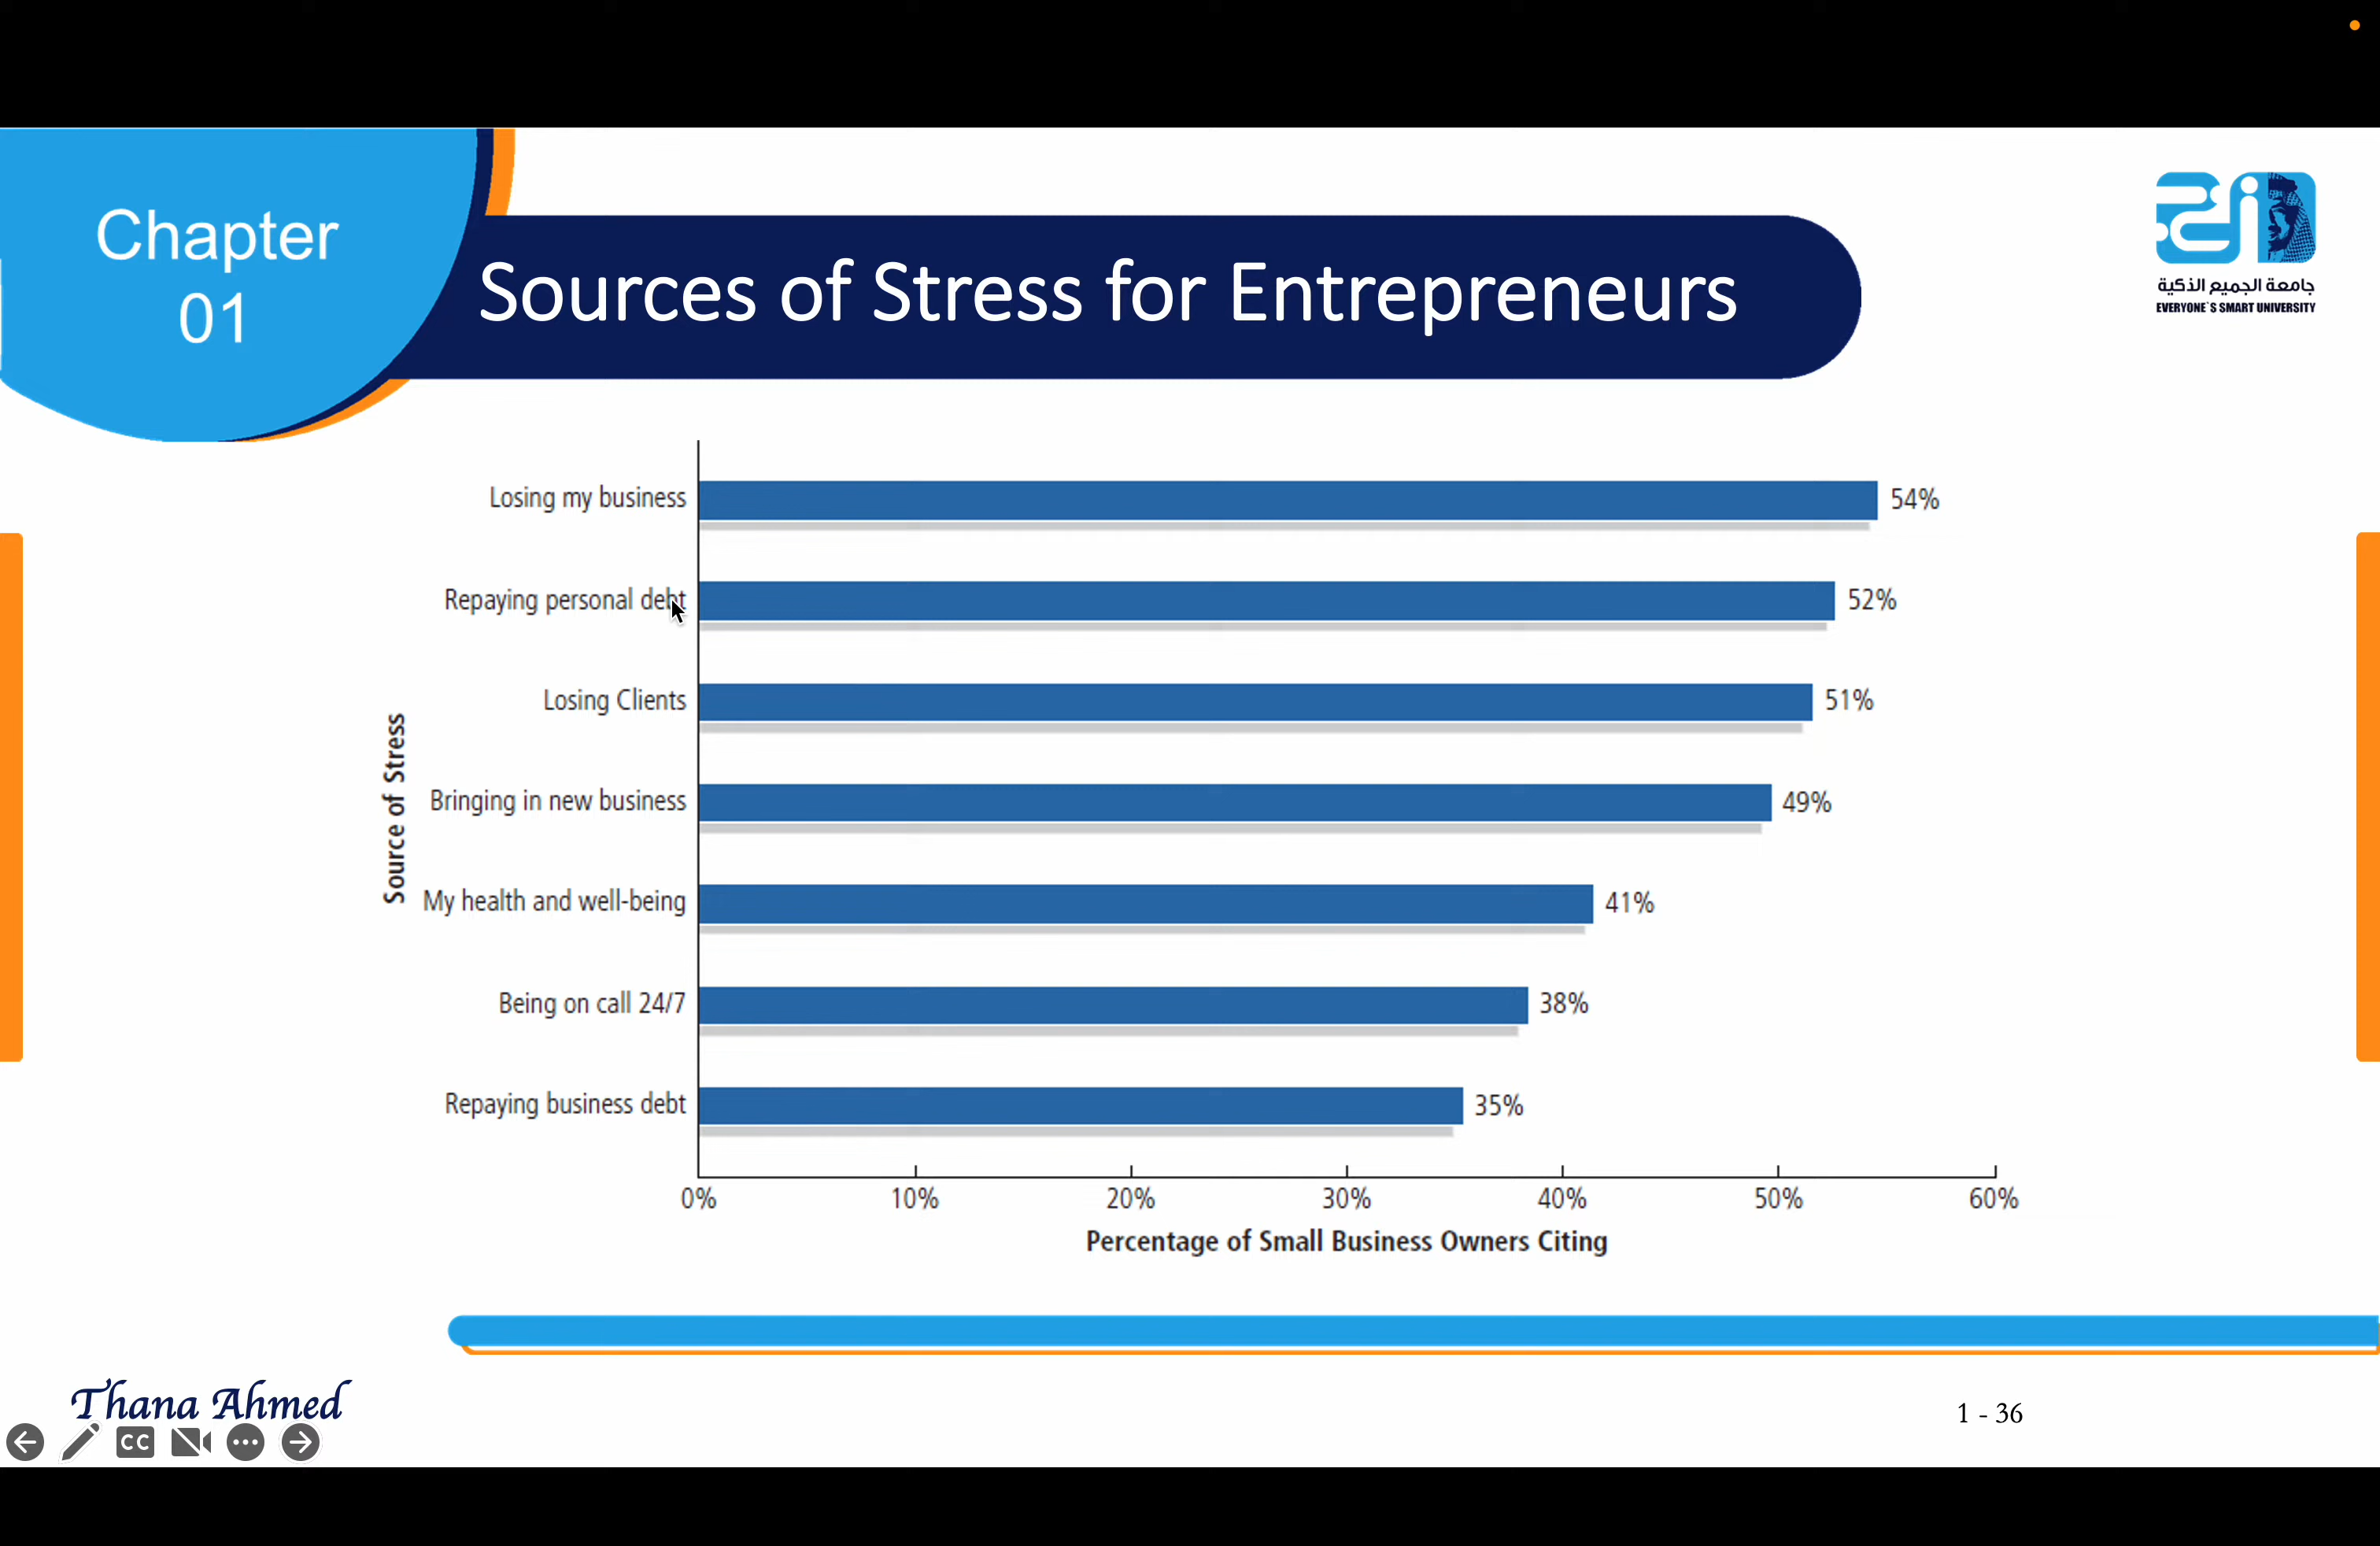 Chapter
01
Sources of Stress for Entrepreneurs
جامعة الجميع الذكية
EVERYONE`S SMART UNIVERSITY
Source of Stress
Losing my business 54%
Repaying personal debt 52%
Losing Clients 51%
Bringing in new business 49%
My health and well-being 41%
Being on call 24/7 38%
Repaying business debt 35%
0% 10% 20% 30% 40% 50% 60%
Percentage of Small Business Owners Citing
Thana Ahmed
CC
1 - 36